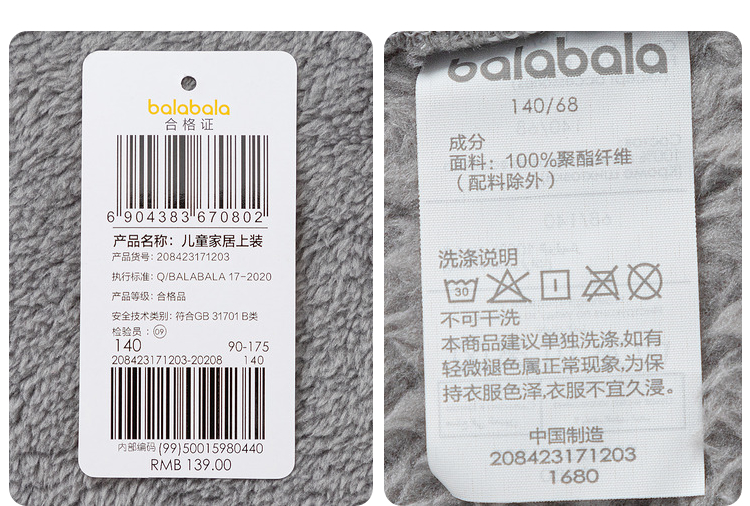 balabala
合格证
6 904383 670802
产品名称：儿童家居上装
产品货号：208423171203
执行标准：Q/BALABALA 17-2020
产品等级：合格品
安全技术类别：符合GB 31701 B类
检验员：09
140 90-175
208423171203-20208 140
内部编码 (99)50015980440
RMB 139.00
balabala
140/68
成分
面料：100%聚酯纤维
（配料除外）
洗涤说明
30
不可干洗
本商品建议单独洗涤,如有
轻微褪色属正常现象,为保
持衣服色泽,衣服不宜久浸。
中国制造
208423171203
1680